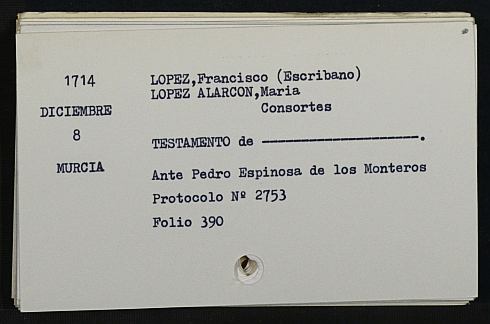 1714
DICIEMBRE
8
MURCIA
LOPEZ,Francisco (Escribano)
LOPEZ ALARCON,Maria
Consortes
TESTAMENTO de ---------------------.
Ante Pedro Espinosa de los Monteros
Protocolo Nº 2753
Folio 390